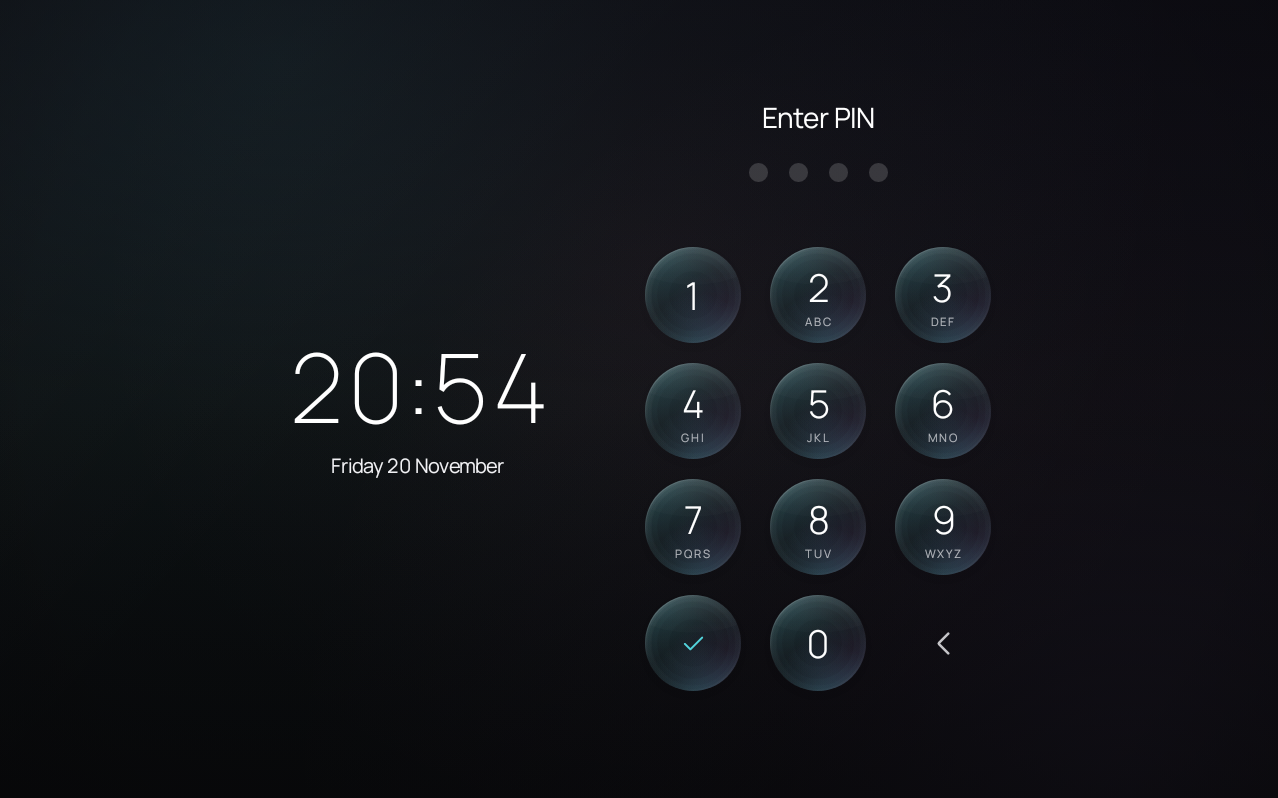 Enter PIN
1
2
ABC
3
DEF
20:54
Friday 20 November
4
GHI
5
JKL
6
MNO
7
PQRS
8
TUV
9
WXYZ
0